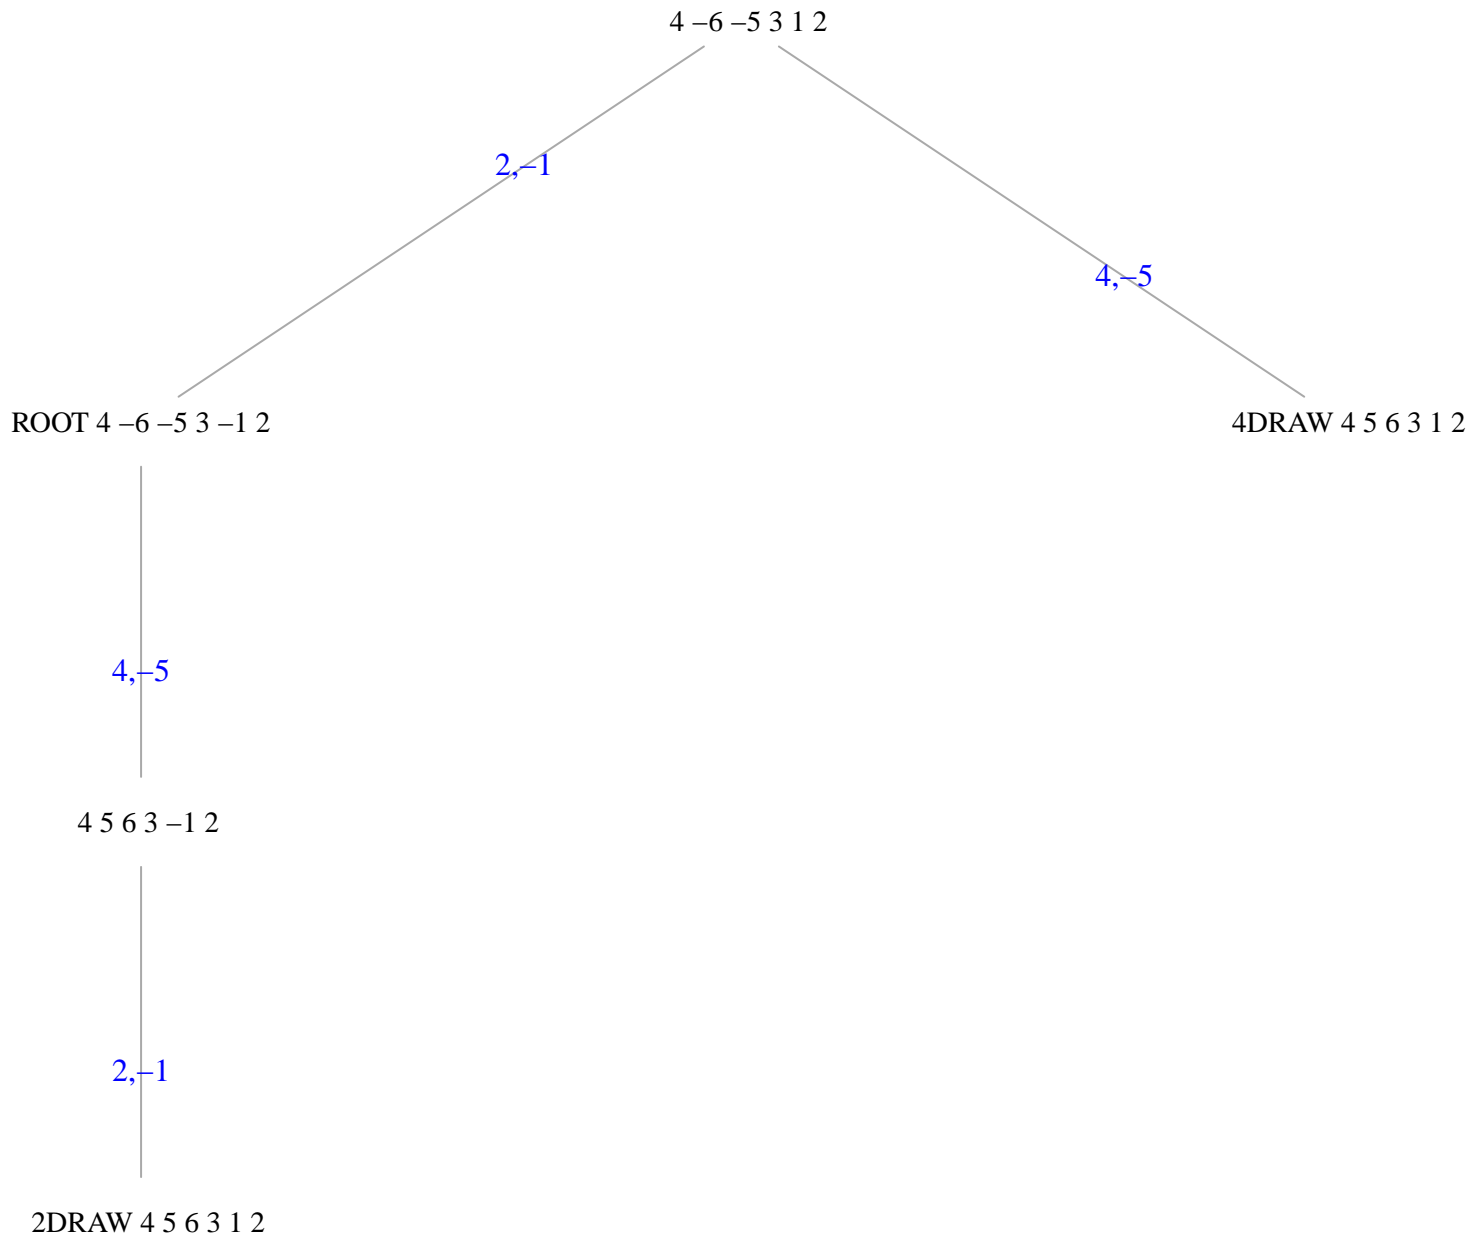 4 –6 –5 3 1 2
2,–1
4,–5
ROOT 4 –6 –5 3 –1 2
4DRAW 4 5 6 3 1 2
4,–5
4 5 6 3 –1 2
2,–1
2DRAW 4 5 6 3 1 2